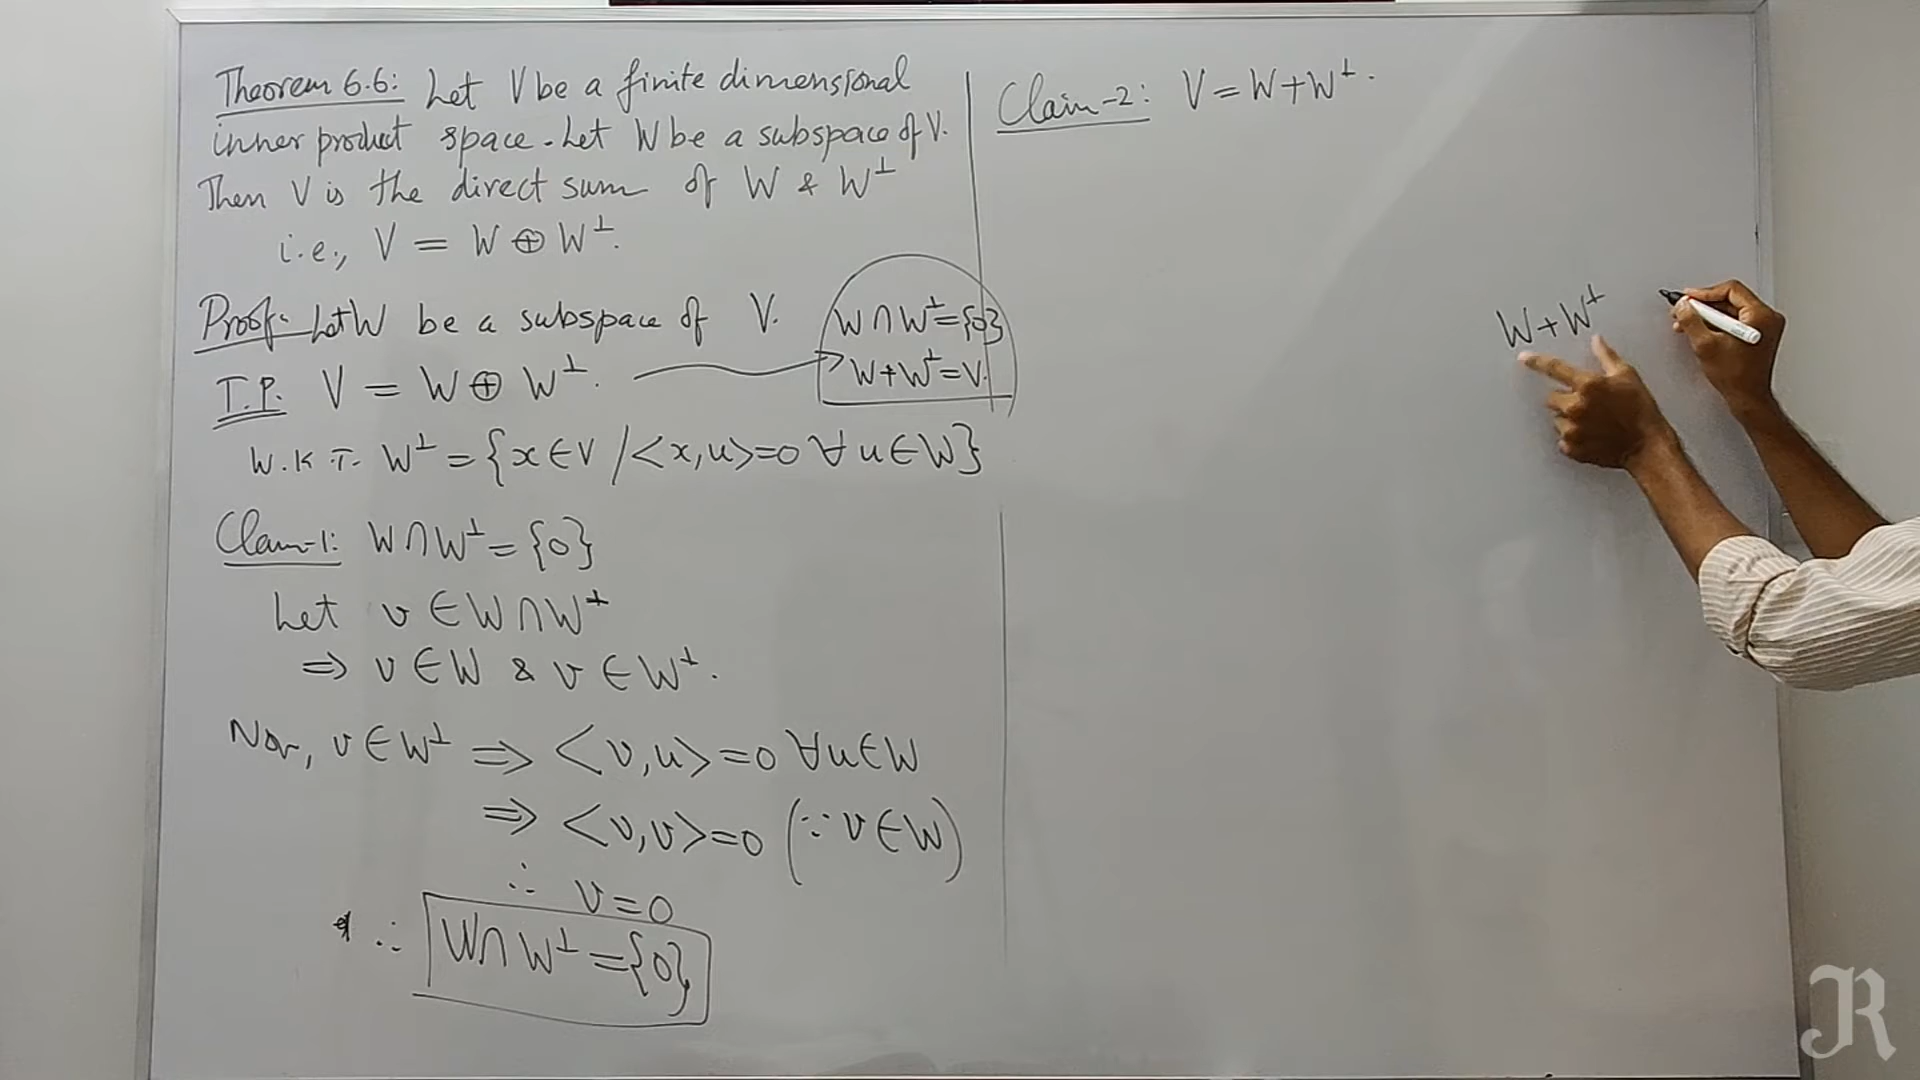 Theorem 6.6: Let V be a finite dimensional
inner product space. Let W be a subspace of V.
Then V is the direct sum of W & W⊥
i.e., V = W ⊕ W⊥.
Proof:- Let W be a subspace of V.
W ∩ W⊥ = {0}
T.P. V = W ⊕ W⊥.
W + W⊥ = V.
W.K.T. W⊥ = {x ∈ V / <x,u> = 0 ∀ u ∈ W}
Claim-1: W ∩ W⊥ = {0}
Let v ∈ W ∩ W⊥
⇒ v ∈ W & v ∈ W⊥.
Now, v ∈ W⊥ ⇒ <v,u> = 0 ∀ u ∈ W
⇒ <v,v> = 0 (∵ v ∈ W)
∴ v = 0
∴ W ∩ W⊥ = {0}
Claim-2: V = W + W⊥.
W + W⊥
R